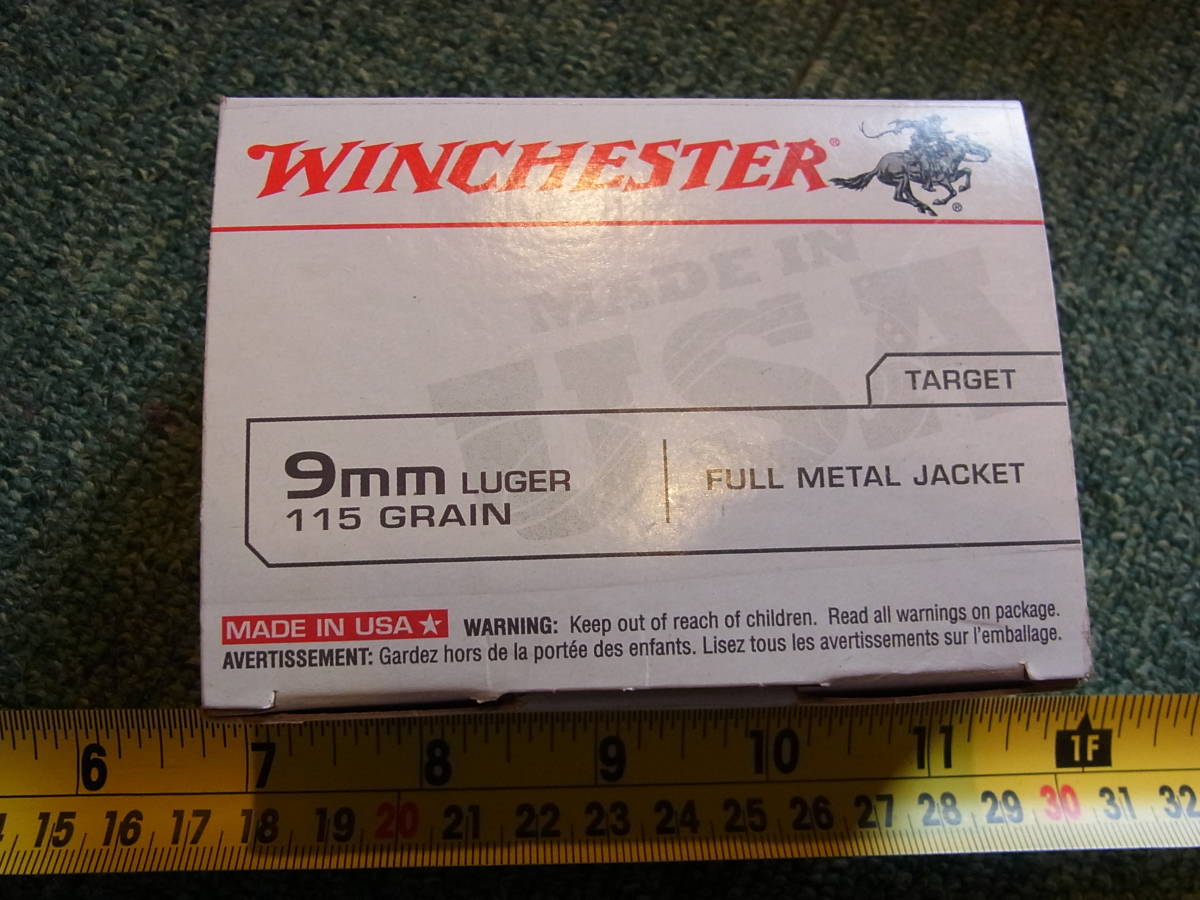 WINCHESTER®
®
MADE IN
USA
TARGET
9mm LUGER
115 GRAIN
FULL METAL JACKET
MADE IN USA ★ WARNING: Keep out of reach of children. Read all warnings on package.
AVERTISSEMENT: Gardez hors de la portée des enfants. Lisez tous les avertissements sur l'emballage.
6 7 8 9 10 11 1F
15 16 17 18 19 20 21 22 23 24 25 26 27 28 29 30 31 32